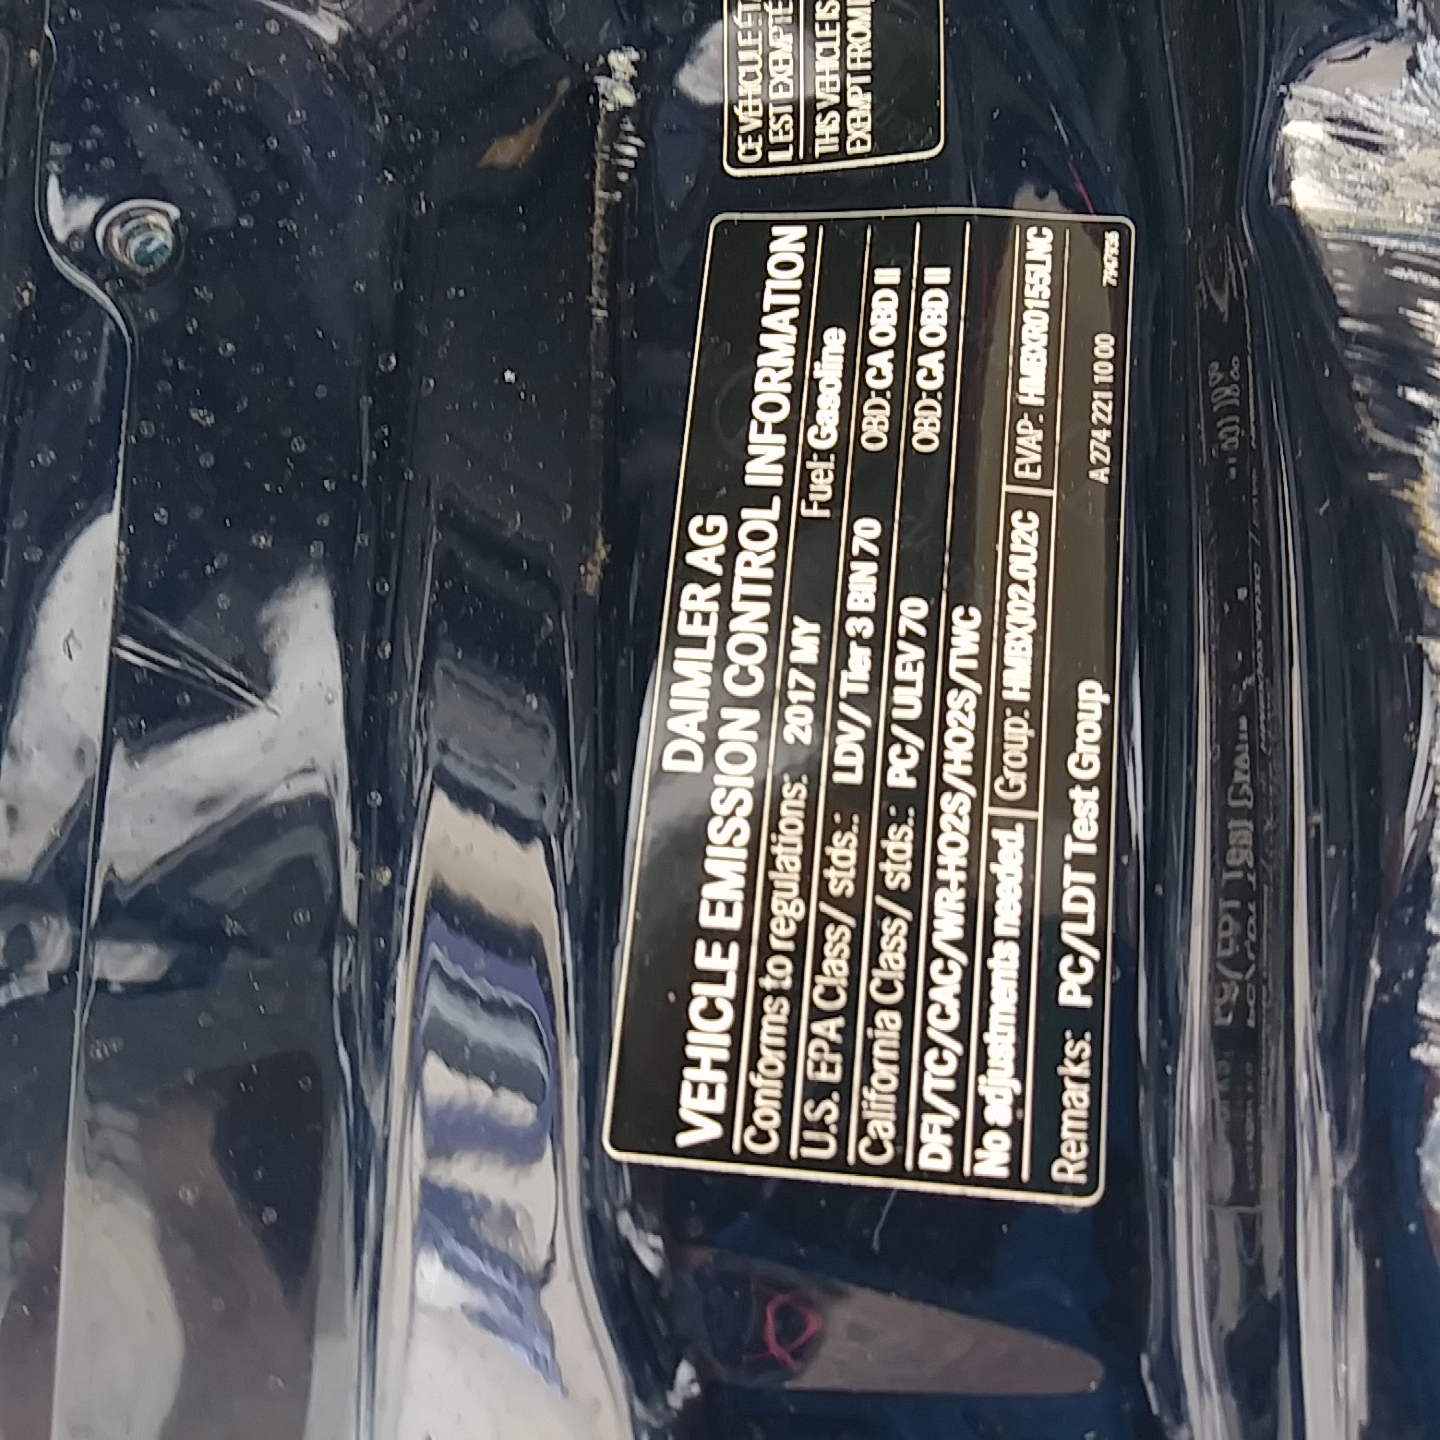 CE VÉHICULE
IL EST EXEMPTÉ
THIS VEHICLE IS
EXEMPT FROM
DAIMLER AG
VEHICLE EMISSION CONTROL INFORMATION
Conforms to regulations: 2017 MY Fuel: Gasoline
U.S. EPA Class/ stds.: LDV/ Tier 3 BIN 70 OBD: CA OBD II
California Class/ stds.: PC/ ULEV 70 OBD: CA OBD II
DFI/TC/CAC/WR-HO2S/HO2S/TWC
No adjustments needed. Group: HMBXJ02.0U2C EVAP: HMBXR0155LNC
Remarks: PC/LDT Test Group A 274 221 10 00